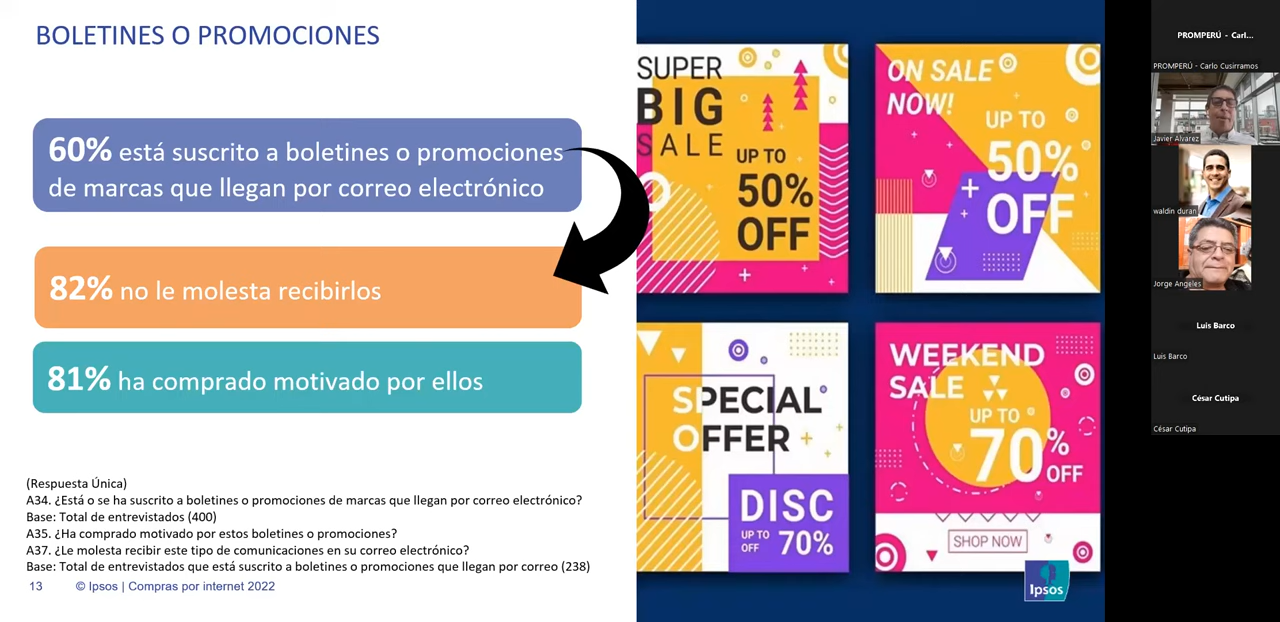 BOLETINES O PROMOCIONES
60% está suscrito a boletines o promociones
de marcas que llegan por correo electrónico
82% no le molesta recibirlos
81% ha comprado motivado por ellos
(Respuesta Única)
A34. ¿Está o se ha suscrito a boletines o promociones de marcas que llegan por correo electrónico?
Base: Total de entrevistados (400)
A35. ¿Ha comprado motivado por estos boletines o promociones?
A37. ¿Le molesta recibir este tipo de comunicaciones en su correo electrónico?
Base: Total de entrevistados que está suscrito a boletines o promociones que llegan por correo (238)
13 © Ipsos | Compras por internet 2022
SUPER
BIG
SALE
UP TO
50%
OFF
ON SALE
NOW!
UP TO
50%
OFF
SPECIAL
OFFER
DISC
UP TO
OFF 70%
WEEKEND
SALE
UP TO
70%
OFF
SHOP NOW
Ipsos
PROMPERÚ - Carl...
PROMPERÚ - Carlo Cusirramos
Javier Alvarez
waldin duran
Jorge Angeles
Luis Barco
Luis Barco
César Cutipa
César Cutipa